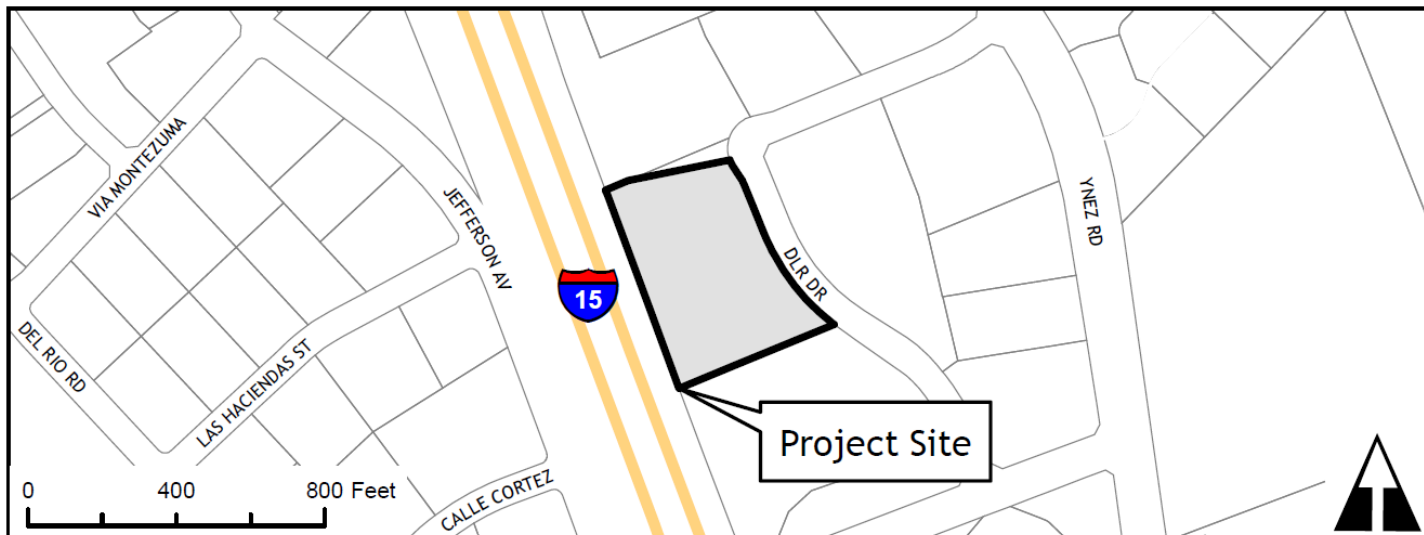 VIA MONTEZUMA
JEFFERSON AV
YNEZ RD
DLR DR
15
DEL RIO RD
LAS HACIENDAS ST
Project Site
CALLE CORTEZ
0 400 800 Feet